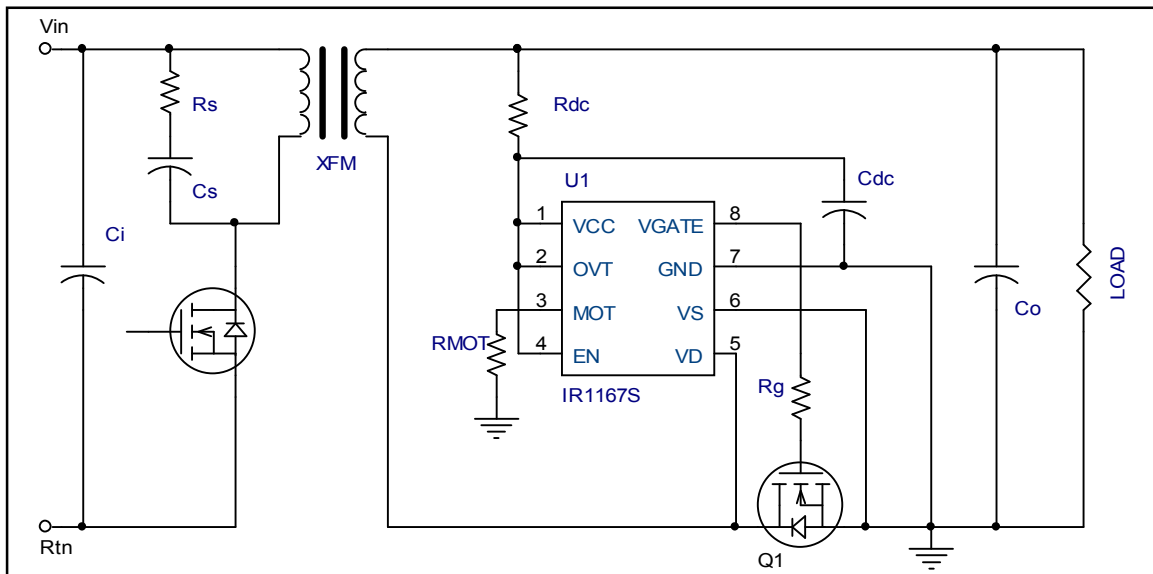 Vin
Rs
Rdc
XFM
U1
Cdc
Cs
1 VCC VGATE 8
Ci
2 OVT GND 7
LOAD
3 MOT VS 6
Co
RMOT
4 EN VD 5
IR1167S
Rg
Rtn
Q1